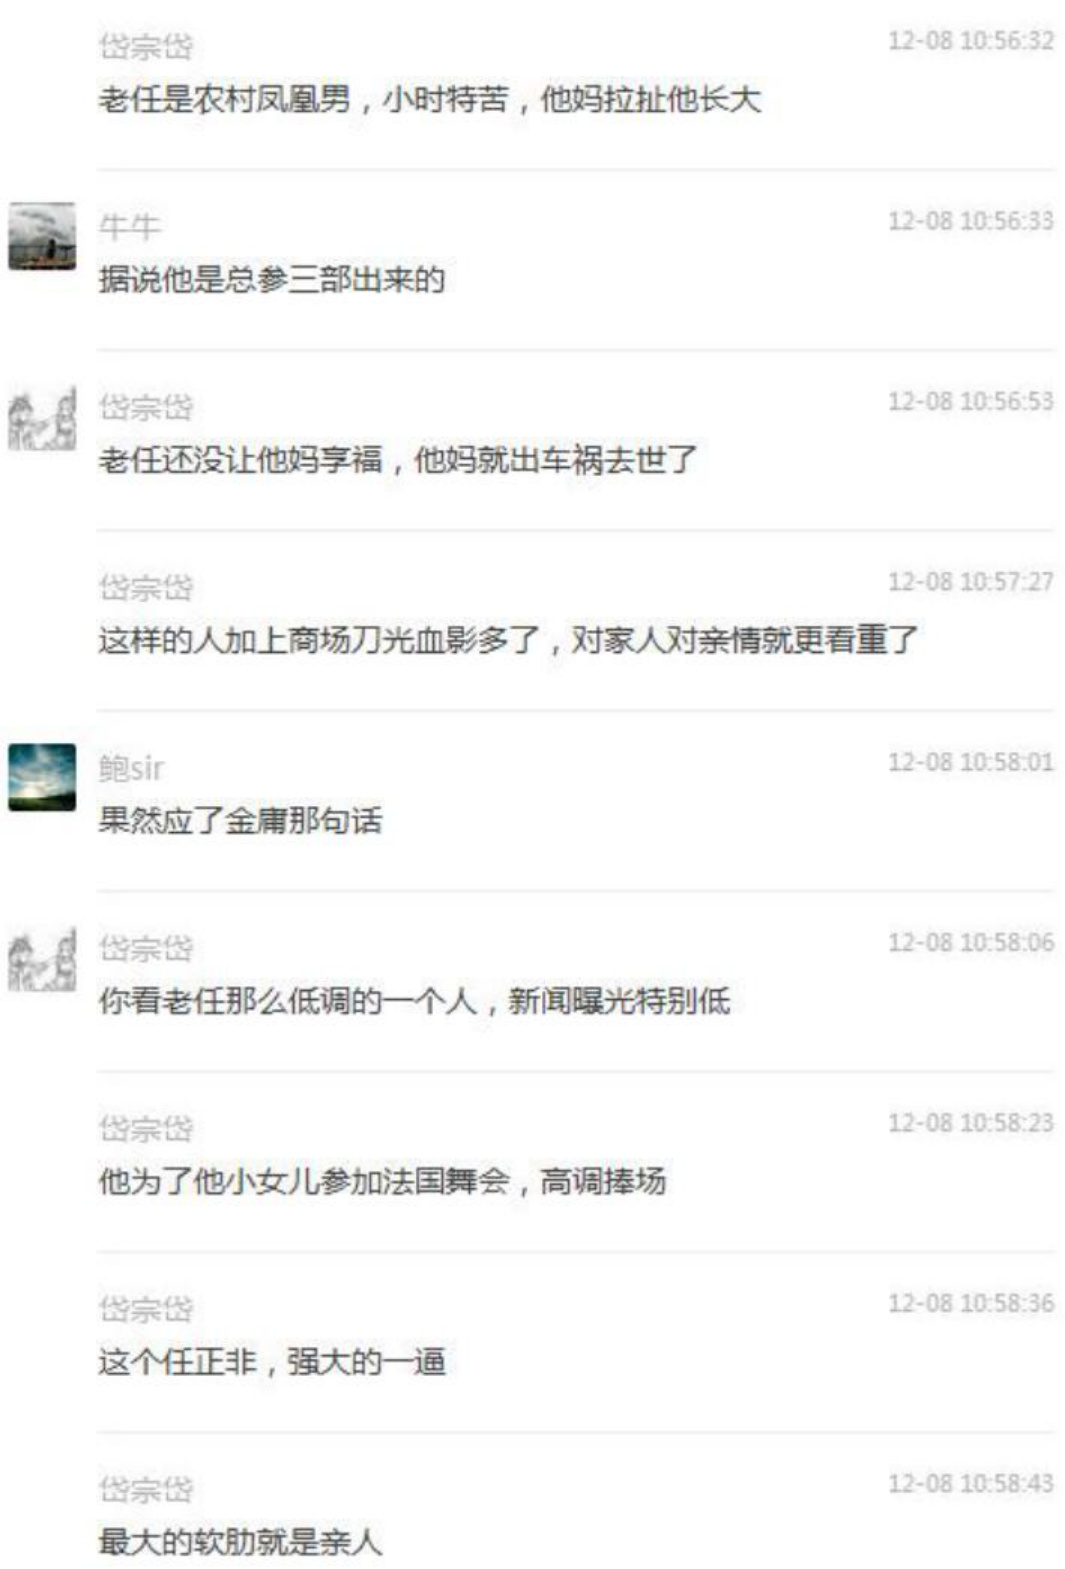 岱宗岱
12-08 10:56:32
老任是农村凤凰男，小时特苦，他妈拉扯他长大
牛牛
12-08 10:56:33
据说他是总参三部出来的
岱宗岱
12-08 10:56:53
老任还没让他妈享福，他妈就出车祸去世了
岱宗岱
12-08 10:57:27
这样的人加上商场刀光血影多了，对家人对亲情就更看重了
鲍sir
12-08 10:58:01
果然应了金庸那句话
岱宗岱
12-08 10:58:06
你看老任那么低调的一个人，新闻曝光特别低
岱宗岱
12-08 10:58:23
他为了他小女儿参加法国舞会，高调捧场
岱宗岱
12-08 10:58:36
这个任正非，强大的一逼
岱宗岱
12-08 10:58:43
最大的软肋就是亲人